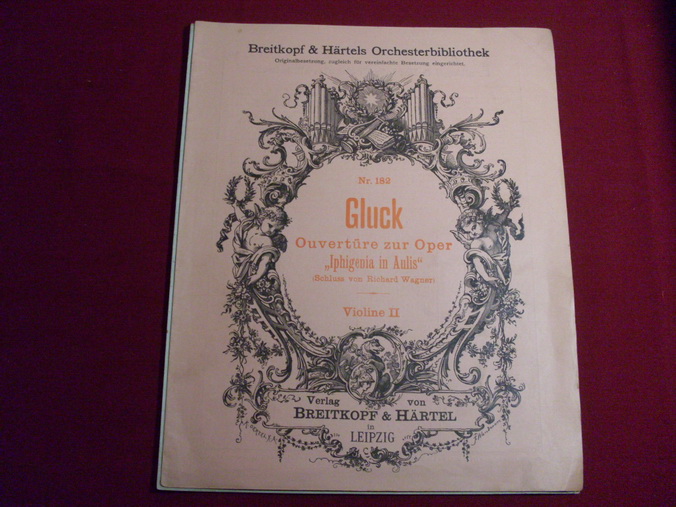 Breitkopf & Härtels Orchesterbibliothek
Originalbesetzung, zugleich für vereinfachte Besetzung eingerichtet.
Nr. 182
Gluck
Ouvertüre zur Oper
„Iphigenia in Aulis“
(Schluss von Richard Wagner)
Violine II
Verlag von
BREITKOPF & HÄRTEL
in
LEIPZIG